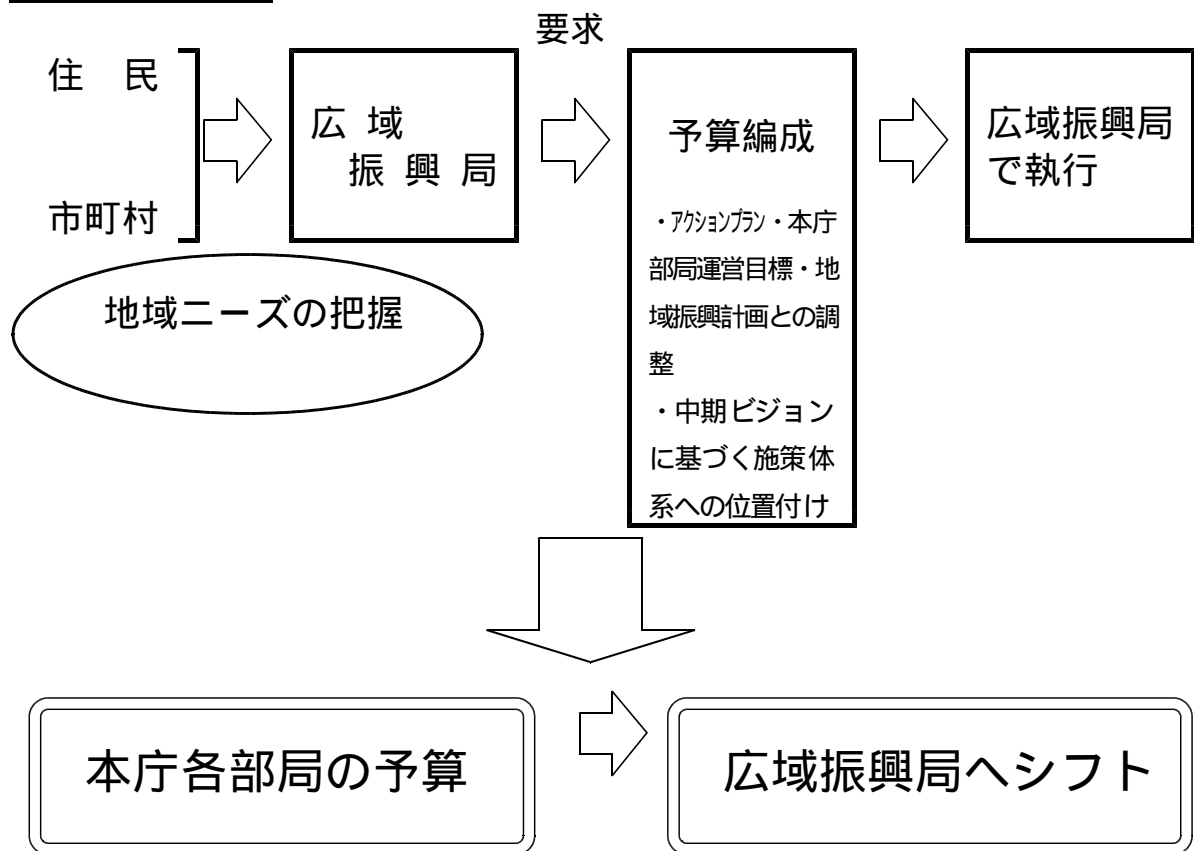 要求
住　民
市町村
広 域
振 興 局
予算編成
・ｱｸｼｮﾝﾌﾟﾗﾝ・本庁
部局運営目標・地
域振興計画との調
整
・中期ビジョン
に基づく施策体
系への位置付け
広域振興局
で執行
地域ニーズの把握
本庁各部局の予算
広域振興局へシフト